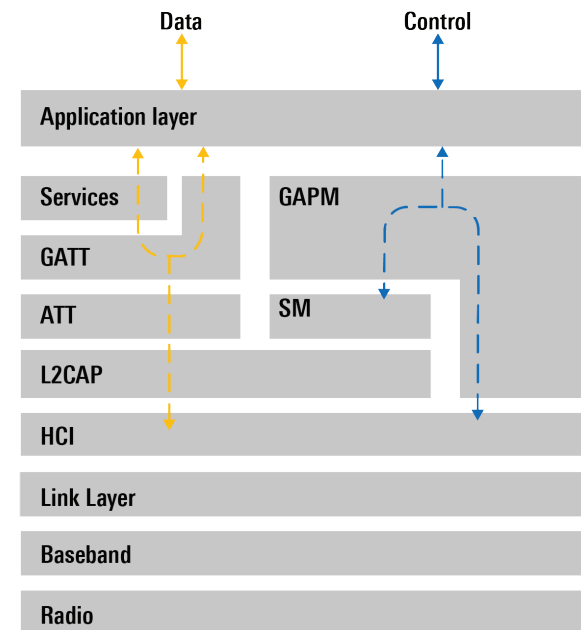 Data
Control
Application layer
Services
GAPM
GATT
ATT
SM
L2CAP
HCI
Link Layer
Baseband
Radio